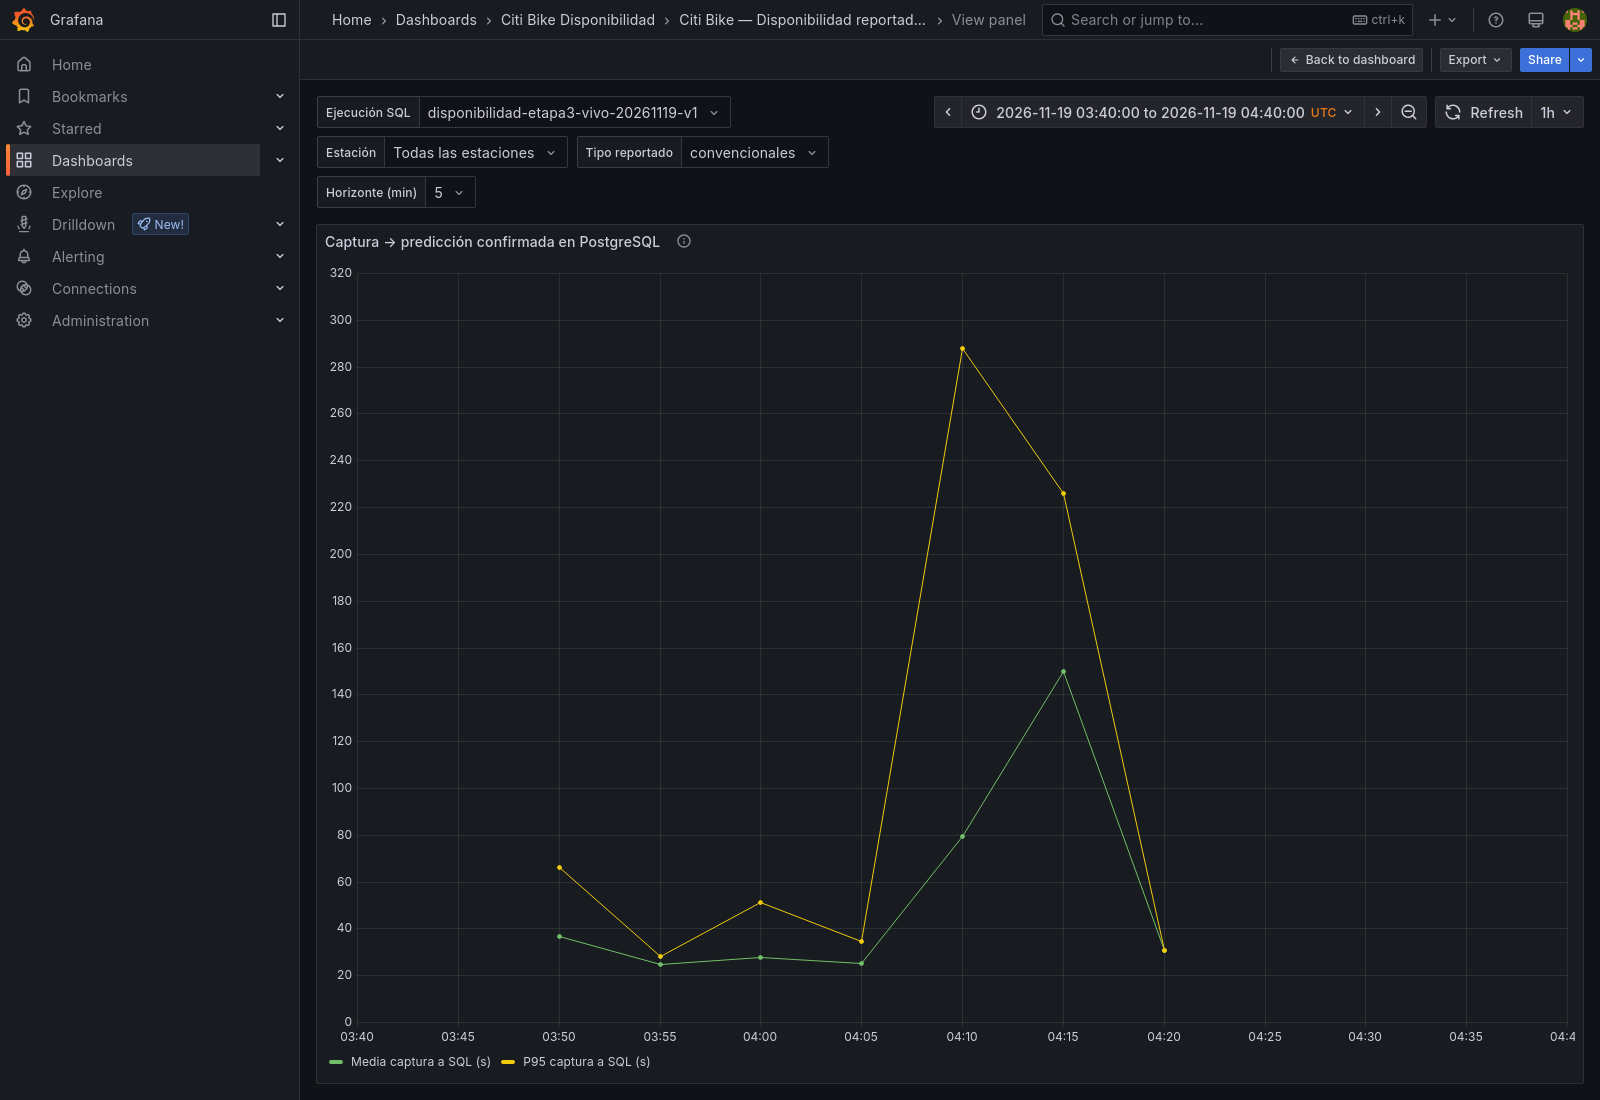 Grafana
Home
Dashboards
Citi Bike Disponibilidad
Citi Bike — Disponibilidad reportad...
View panel
Search or jump to...
ctrl+k
Back to dashboard
Export
Share
Home
Bookmarks
Starred
Dashboards
Explore
Drilldown
New!
Alerting
Connections
Administration
Ejecución SQL
disponibilidad-etapa3-vivo-20261119-v1
2026-11-19 03:40:00 to 2026-11-19 04:40:00
UTC
Refresh
1h
Estación
Todas las estaciones
Tipo reportado
convencionales
Horizonte (min)
5
Captura → predicción confirmada en PostgreSQL
320
300
280
260
240
220
200
180
160
140
120
100
80
60
40
20
0
03:40
03:45
03:50
03:55
04:00
04:05
04:10
04:15
04:20
04:25
04:30
04:35
04:4
Media captura a SQL (s)
P95 captura a SQL (s)